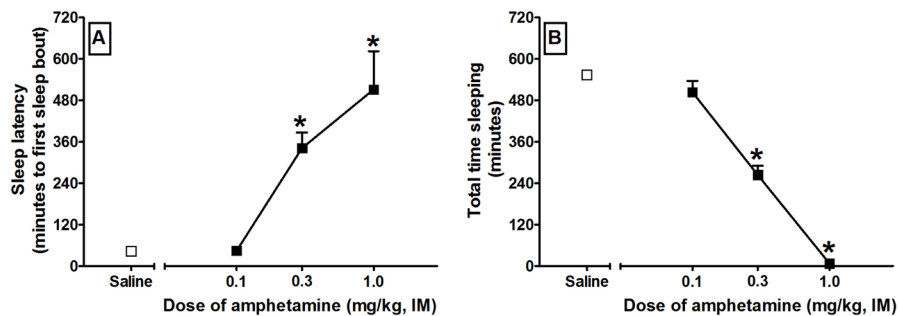 A
Sleep latency
(minutes to first sleep bout)
720
600
480
360
240
120
0
*
*
Saline
0.1
0.3
1.0
Dose of amphetamine (mg/kg, IM)
B
Total time sleeping
(minutes)
720
600
480
360
240
120
0
*
*
Saline
0.1
0.3
1.0
Dose of amphetamine (mg/kg, IM)